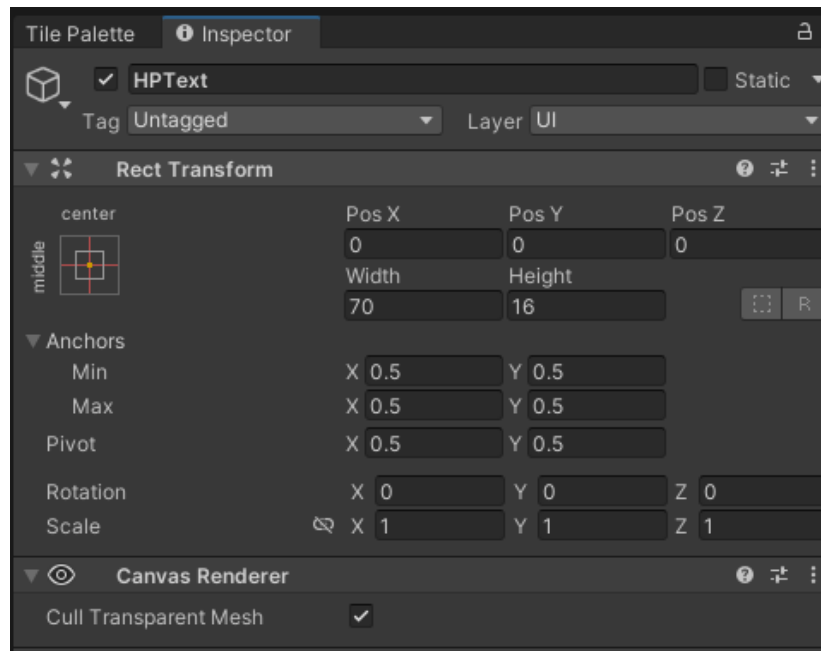 Tile Palette Inspector
HPText Static
Tag Untagged Layer UI
Rect Transform
center Pos X Pos Y Pos Z
middle 0 0 0
Width Height
70 16 R
Anchors
Min X 0.5 Y 0.5
Max X 0.5 Y 0.5
Pivot X 0.5 Y 0.5
Rotation X 0 Y 0 Z 0
Scale X 1 Y 1 Z 1
Canvas Renderer
Cull Transparent Mesh